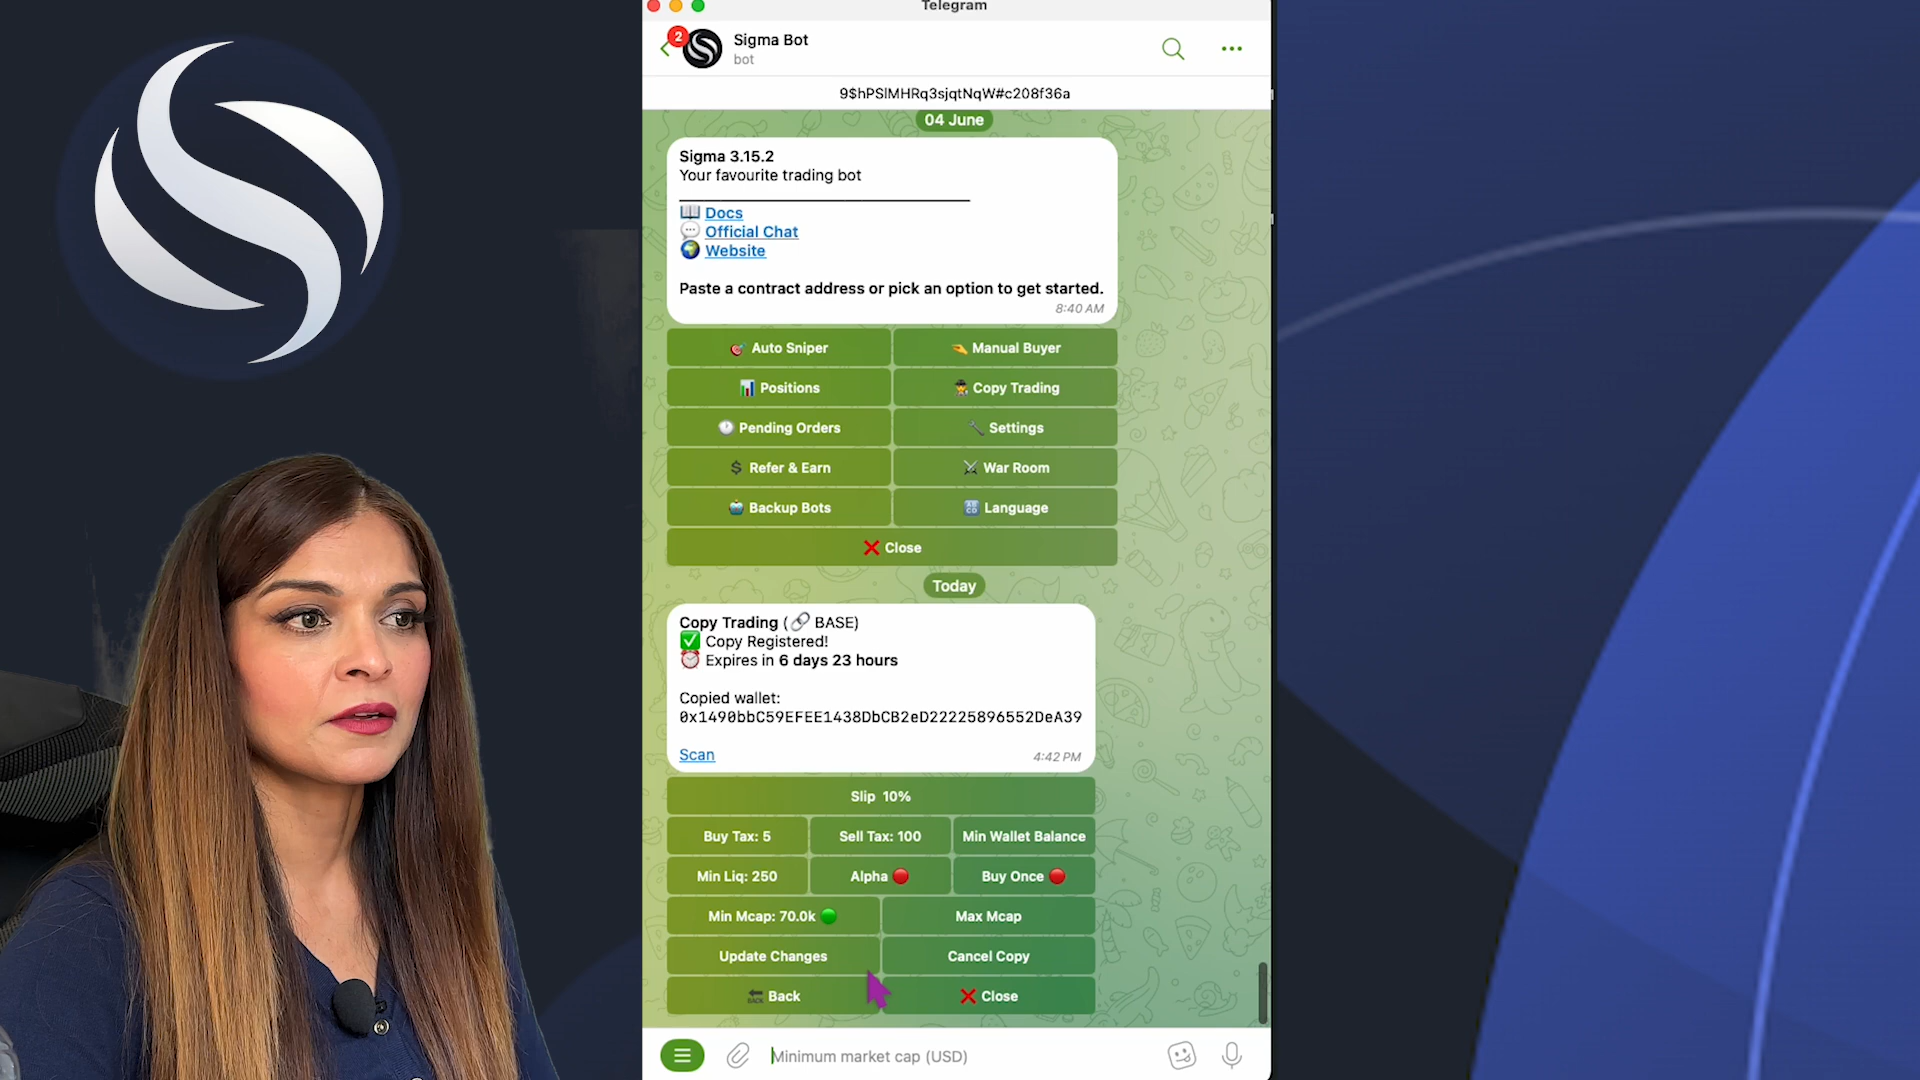 Telegram
2
Sigma Bot
bot
9$hPSlMHRq3sjqtNqW#c208f36a
04 June
Sigma 3.15.2
Your favourite trading bot
Docs
Official Chat
Website
Paste a contract address or pick an option to get started.
8:40 AM
Auto Sniper
Manual Buyer
Positions
Copy Trading
Pending Orders
Settings
Refer & Earn
War Room
Backup Bots
Language
Close
Today
Copy Trading (🔗 BASE)
✅ Copy Registered!
⏰ Expires in 6 days 23 hours
Copied wallet:
0x1490bbC59EFEE1438DbCB2eD22225896552DeA39
Scan
4:42 PM
Slip 10%
Buy Tax: 5
Sell Tax: 100
Min Wallet Balance
Min Liq: 250
Alpha 🔴
Buy Once 🔴
Min Mcap: 70.0k 🟢
Max Mcap
Update Changes
Cancel Copy
Back
Close
Minimum market cap (USD)